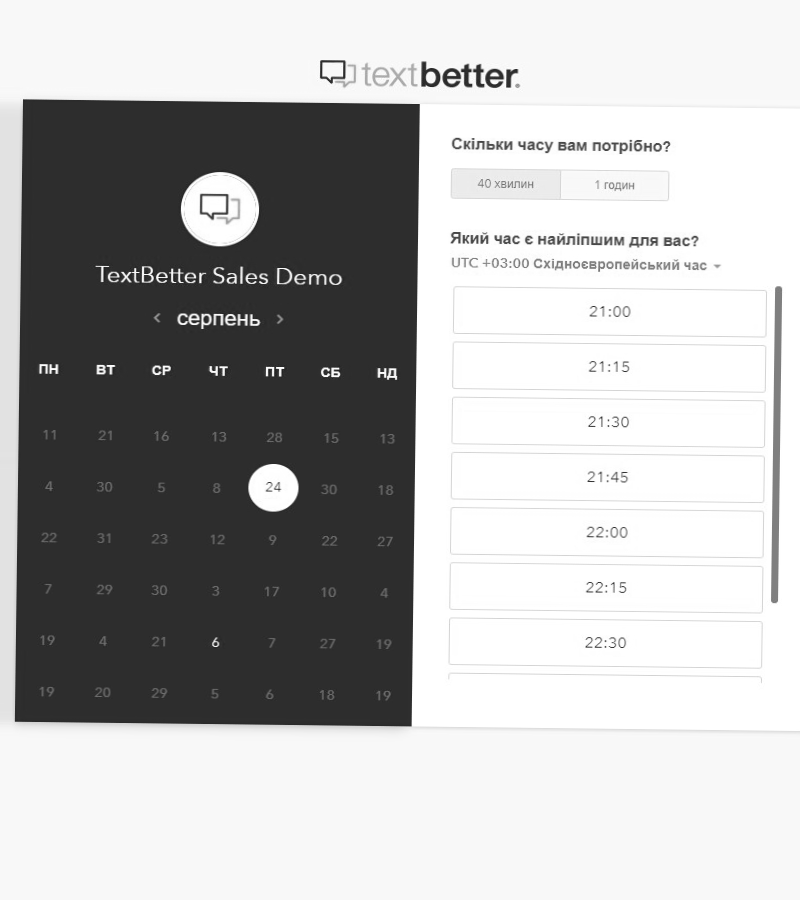 textbetter.
TextBetter Sales Demo
серпень
ПН ВТ СР ЧТ ПТ СБ НД
11 21 16 13 28 15 13
4 30 5 8 24 30 18
22 31 23 12 9 22 27
7 29 30 3 17 10 4
19 4 21 6 7 27 19
19 20 29 5 6 18 19
Скільки часу вам потрібно?
40 хвилин 1 годин
Який час є найліпшим для вас?
UTC +03:00 Східноєвропейський час
21:00
21:15
21:30
21:45
22:00
22:15
22:30